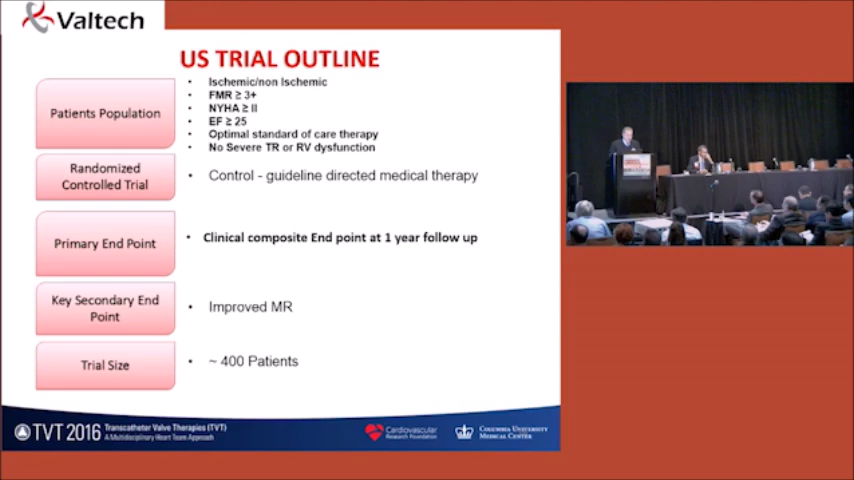 Valtech
US TRIAL OUTLINE
Patients Population
• Ischemic/non Ischemic
• FMR ≥ 3+
• NYHA ≥ II
• EF ≥ 25
• Optimal standard of care therapy
• No Severe TR or RV dysfunction
Randomized
Controlled Trial
• Control - guideline directed medical therapy
Primary End Point
• Clinical composite End point at 1 year follow up
Key Secondary End
Point
• Improved MR
Trial Size
• ~ 400 Patients
TVT 2016
Transcatheter Valve Therapies (TVT)
A Multidisciplinary Heart Team Approach
Cardiovascular
Research Foundation
COLUMBIA UNIVERSITY
MEDICAL CENTER